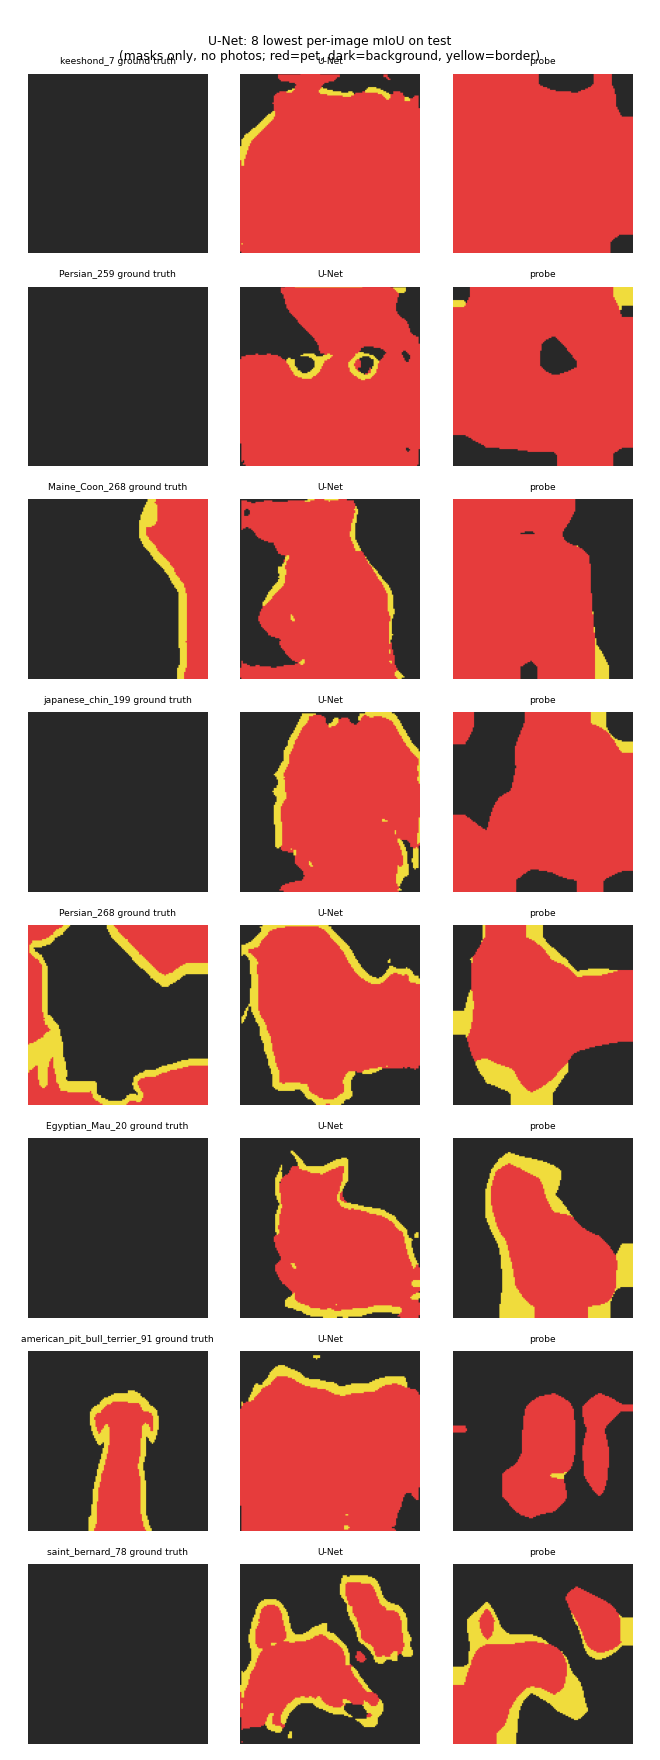 U-Net: 8 lowest per-image mIoU on test
(masks only, no photos; red=pet, dark=background, yellow=border)
keeshond_7 ground truth
U-Net
probe
Persian_259 ground truth
U-Net
probe
Maine_Coon_268 ground truth
U-Net
probe
japanese_chin_199 ground truth
U-Net
probe
Persian_268 ground truth
U-Net
probe
Egyptian_Mau_20 ground truth
U-Net
probe
american_pit_bull_terrier_91 ground truth
U-Net
probe
saint_bernard_78 ground truth
U-Net
probe